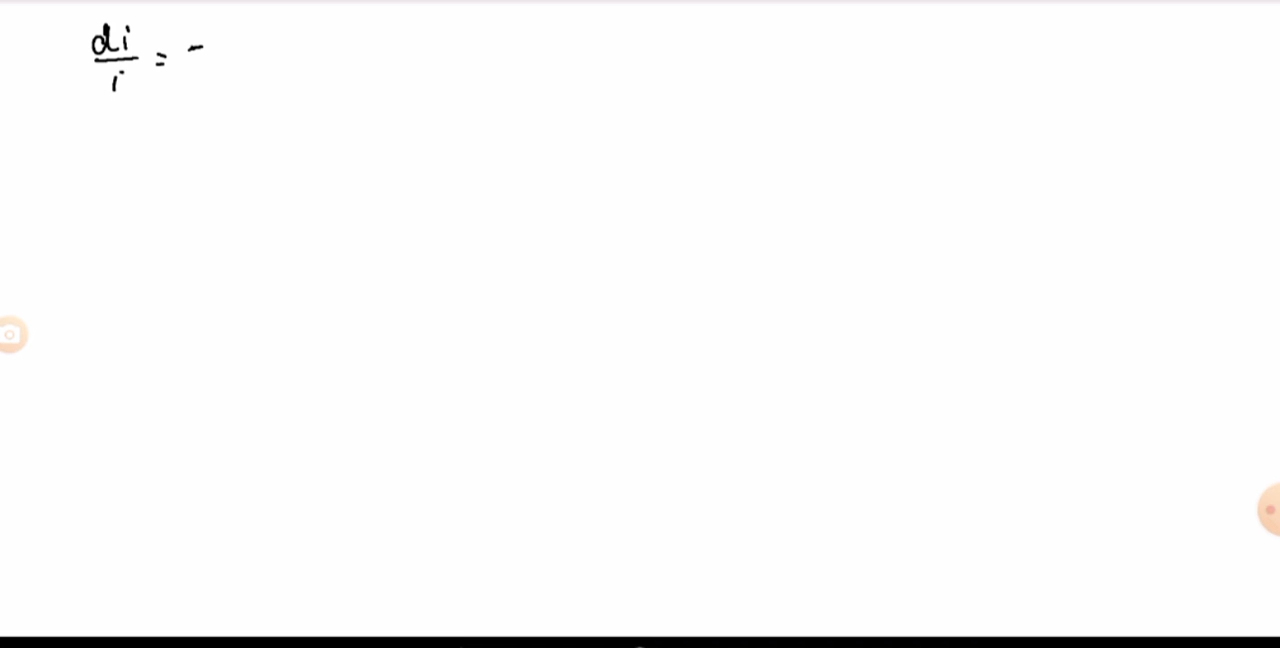 di/i = -